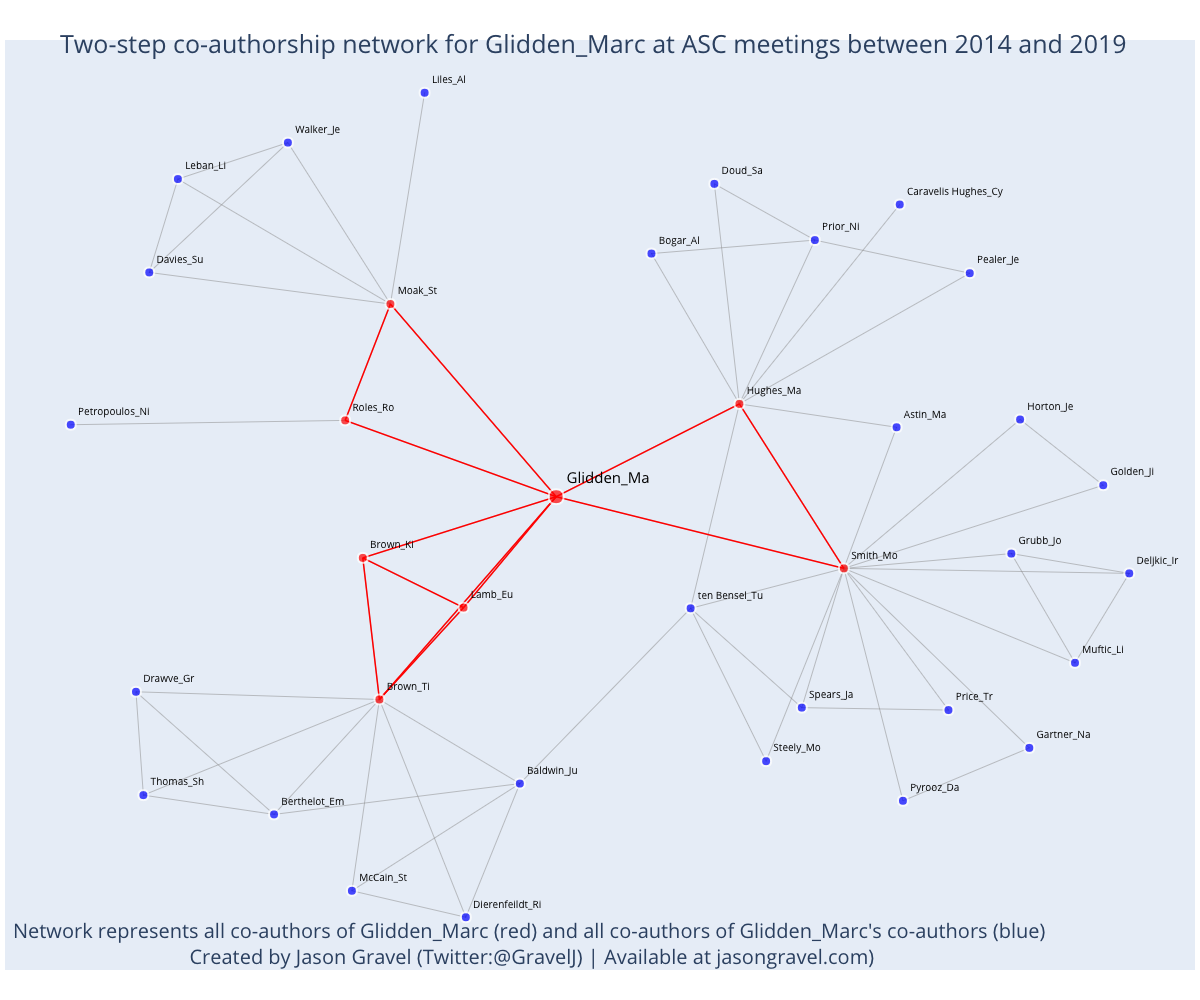 Two-step co-authorship network for Glidden_Marc at ASC meetings between 2014 and 2019
Liles_Al
Walker_Je
Leban_Li
Doud_Sa
Caravelis Hughes_Cy
Prior_Ni
Bogar_Al
Davies_Su
Pealer_Je
Moak_St
Hughes_Ma
Petropoulos_Ni
Roles_Ro
Astin_Ma
Horton_Je
Golden_Ji
Glidden_Ma
Brown_Ki
Grubb_Jo
Smith_Mo
Deljkic_Ir
Lamb_Eu
ten Bensel_Tu
Muftic_Li
Drawve_Gr
Brown_Ti
Spears_Ja
Price_Tr
Gartner_Na
Steely_Mo
Baldwin_Ju
Thomas_Sh
Pyrooz_Da
Berthelot_Em
McCain_St
Dierenfeildt_Ri
Network represents all co-authors of Glidden_Marc (red) and all co-authors of Glidden_Marc's co-authors (blue)
Created by Jason Gravel (Twitter:@GravelJ) | Available at jasongravel.com)